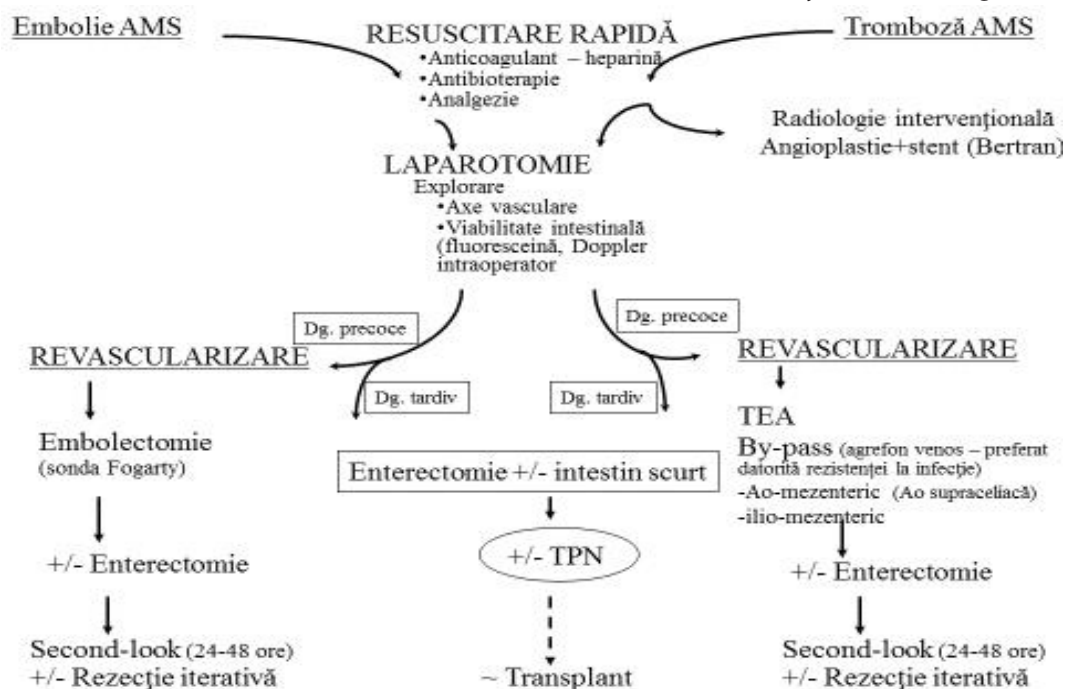 Embolie AMS
RESUSCITARE RAPIDĂ
•Anticoagulant – heparină
•Antibioterapie
•Analgezie
Tromboză AMS
Radiologie intervenţională
Angioplastie+stent (Bertran)
LAPAROTOMIE
Explorare
•Axe vasculare
•Viabilitate intestinală
(fluoresceină, Doppler
intraoperator
Dg. precoce
Dg. precoce
REVASCULARIZARE
REVASCULARIZARE
Dg. tardiv
Dg. tardiv
Embolectomie
(sonda Fogarty)
Enterectomie +/- intestin scurt
TEA
By-pass (agrefon venos – preferat
datorită rezistenţei la infecţie)
-Ao-mezenteric (Ao supraceliacă)
-ilio-mezenteric
+/- Enterectomie
+/- TPN
+/- Enterectomie
Second-look (24-48 ore)
+/- Rezecţie iterativă
~ Transplant
Second-look (24-48 ore)
+/- Rezecţie iterativă